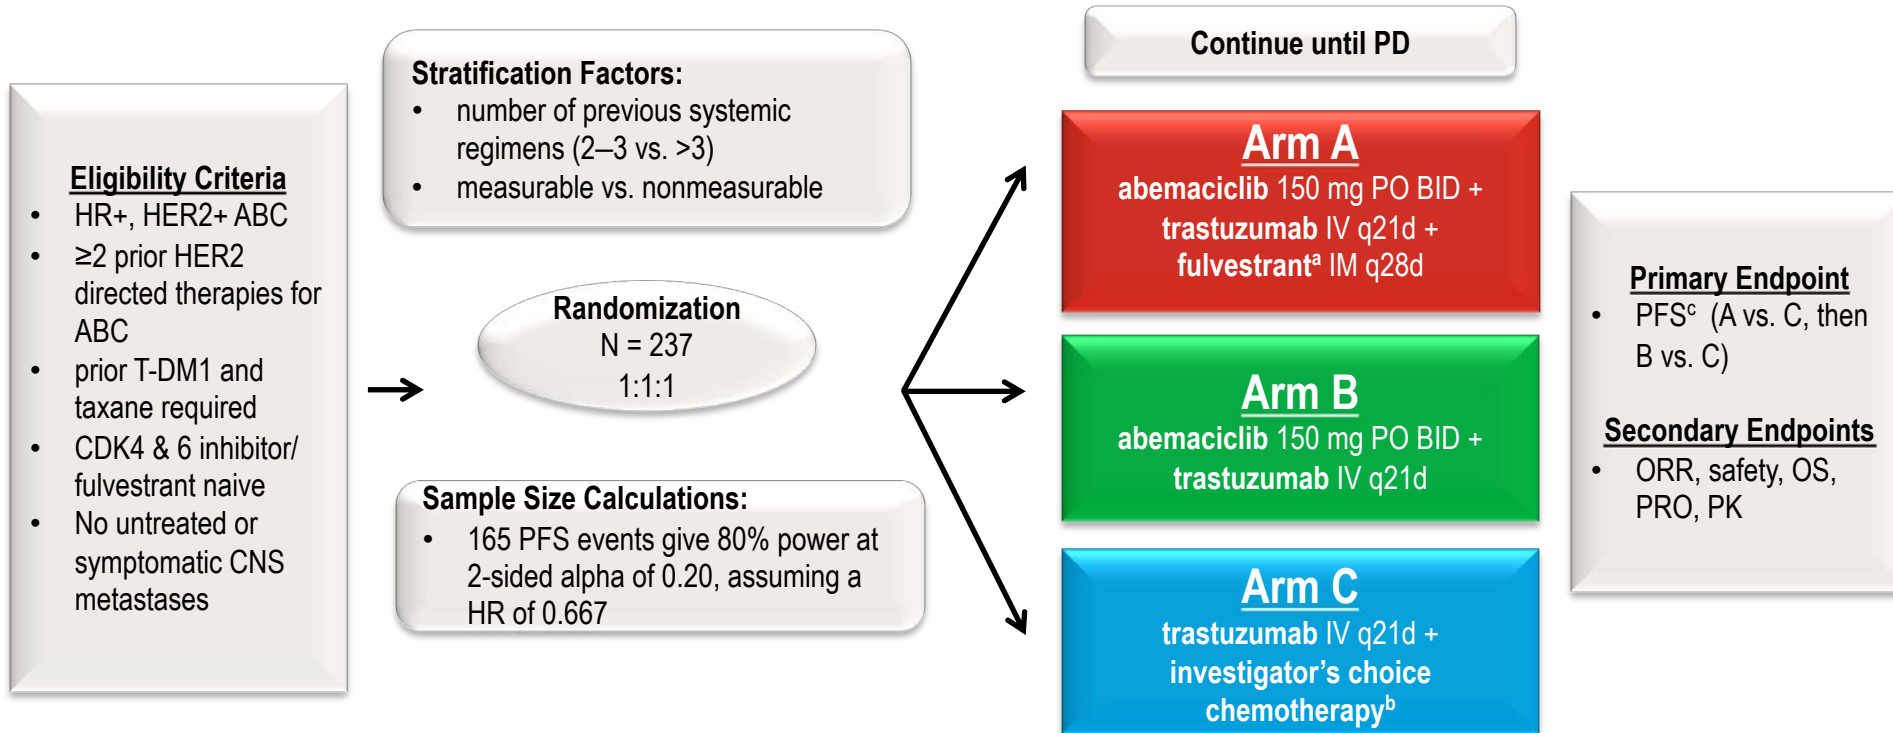 Eligibility Criteria
• HR+, HER2+ ABC
• ≥2 prior HER2
directed therapies for
ABC
• prior T-DM1 and
taxane required
• CDK4 & 6 inhibitor/
fulvestrant naive
• No untreated or
symptomatic CNS
metastases
Stratification Factors:
• number of previous systemic
regimens (2–3 vs. >3)
• measurable vs. nonmeasurable
Randomization
N = 237
1:1:1
Sample Size Calculations:
• 165 PFS events give 80% power at
2-sided alpha of 0.20, assuming a
HR of 0.667
Continue until PD
Arm A
abemaciclib 150 mg PO BID +
trastuzumab IV q21d +
fulvestrantᵃ IM q28d
Arm B
abemaciclib 150 mg PO BID +
trastuzumab IV q21d
Arm C
trastuzumab IV q21d +
investigator’s choice
chemotherapyᵇ
Primary Endpoint
• PFSᶜ (A vs. C, then
B vs. C)
Secondary Endpoints
• ORR, safety, OS,
PRO, PK